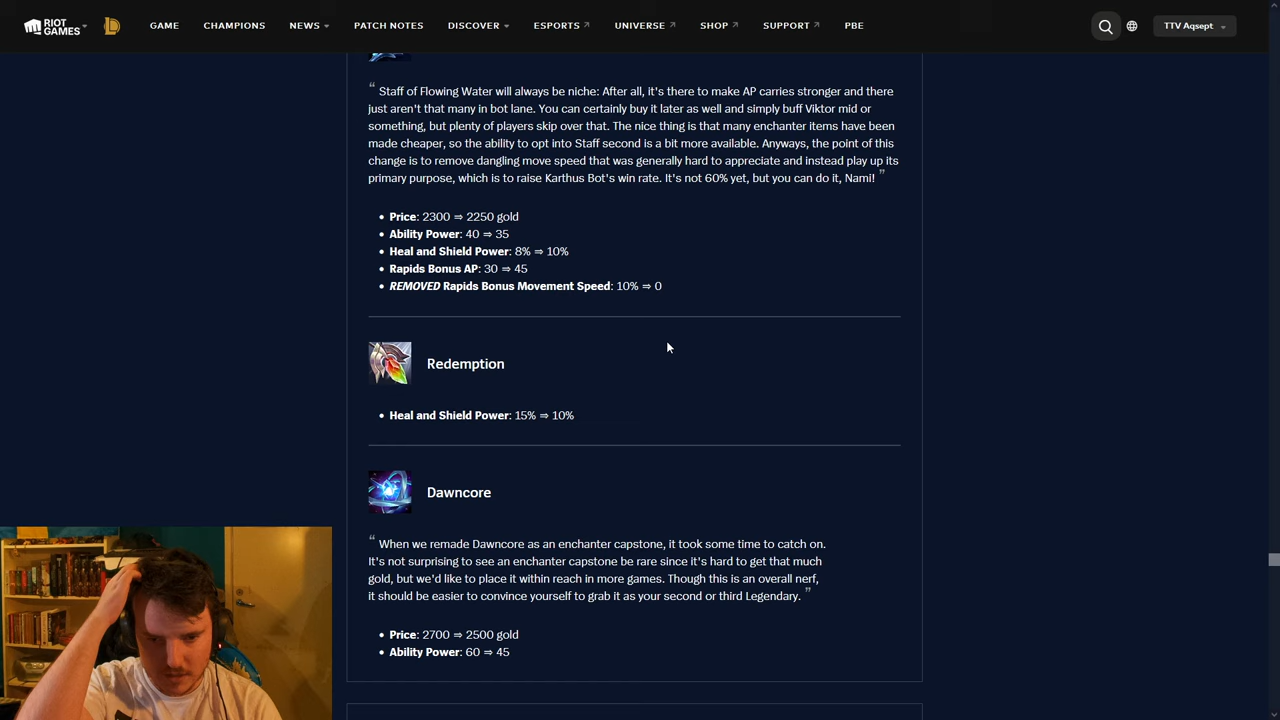 RIOT GAMES
GAME
CHAMPIONS
NEWS
PATCH NOTES
DISCOVER
ESPORTS
UNIVERSE
SHOP
SUPPORT
PBE
TTV Aqsept
“ Staff of Flowing Water will always be niche: After all, it's there to make AP carries stronger and there
just aren't that many in bot lane. You can certainly buy it later as well and simply buff Viktor mid or
something, but plenty of players skip over that. The nice thing is that many enchanter items have been
made cheaper, so the ability to opt into Staff second is a bit more available. Anyways, the point of this
change is to remove dangling move speed that was generally hard to appreciate and instead play up its
primary purpose, which is to raise Karthus Bot's win rate. It's not 60% yet, but you can do it, Nami! ”
• Price: 2300 ⇒ 2250 gold
• Ability Power: 40 ⇒ 35
• Heal and Shield Power: 8% ⇒ 10%
• Rapids Bonus AP: 30 ⇒ 45
• REMOVED Rapids Bonus Movement Speed: 10% ⇒ 0
Redemption
• Heal and Shield Power: 15% ⇒ 10%
Dawncore
“ When we remade Dawncore as an enchanter capstone, it took some time to catch on.
It's not surprising to see an enchanter capstone be rare since it's hard to get that much
gold, but we'd like to place it within reach in more games. Though this is an overall nerf,
it should be easier to convince yourself to grab it as your second or third Legendary. ”
• Price: 2700 ⇒ 2500 gold
• Ability Power: 60 ⇒ 45